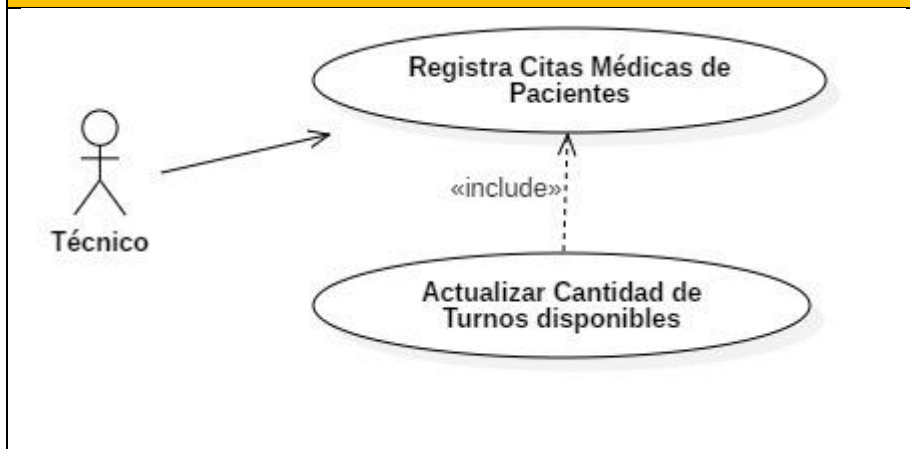 Registra Citas Médicas de
Pacientes
«include»
Técnico
Actualizar Cantidad de
Turnos disponibles